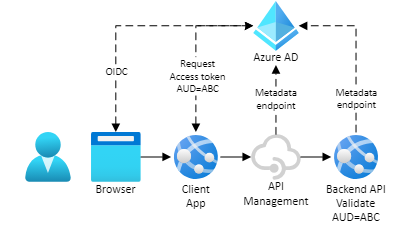 Azure AD
OIDC
Request
Access token
AUD=ABC
Metadata
endpoint
Metadata
endpoint
Browser
Client
App
API
Management
Backend API
Validate
AUD=ABC